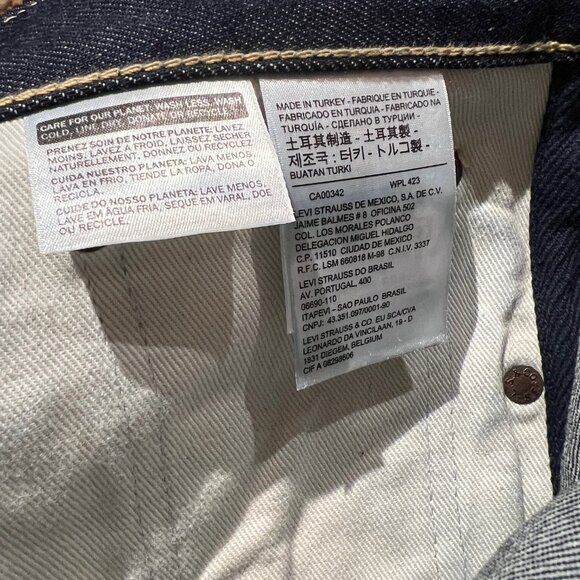 CARE FOR OUR PLANET: WASH LESS, WASH
COLD, LINE DRY, DONATE OR RECYCLE.
PRENEZ SOIN DE NOTRE PLANETE: LAVEZ
MOINS, LAVEZ A FROID, LAISSEZ SÉCHER
NATURELLEMENT, DONNEZ OU RECYCLEZ
CUIDA NUESTRO PLANETA: LAVA MENOS,
LAVA EN FRIO, TIENDE LA ROPA, DONA O
RECICLA.
CUIDE DO NOSSO PLANETA: LAVE MENOS,
LAVE EM ÁGUA FRIA, SEQUE EM VARAL, DOE
OU RECICLE.
MADE IN TURKEY - FABRIQUE EN TURQUIE -
FABRICADO EN TURQUIA - FABRICADO NA
TURQUÍA - СДЕЛАНО В ТУРЦИИ -
土耳其制造 - 土耳其製 -
제조국 : 터키 - トルコ製 -
BUATAN TURKI
CA00342 WPL 423
LEVI STRAUSS DE MEXICO, S.A. DE C.V.
JAIME BALMES # 8 OFICINA 502
COL. LOS MORALES POLANCO
DELEGACION MIGUEL HIDALGO
C.P. 11510 CIUDAD DE MEXICO
R.F.C. LSM 660818 M-98 C.N.I.V. 3337
LEVI STRAUSS DO BRASIL
AV. PORTUGAL, 400
06690-110
ITAPEVI - SAO PAULO BRASIL
CNPJ: 43.351.097/0001-90
LEVI STRAUSS & CO. EU SCA/CVA
LEONARDO DA VINCILAAN, 19 - D
1831 DIEGEM, BELGIUM
CIF A 08298606